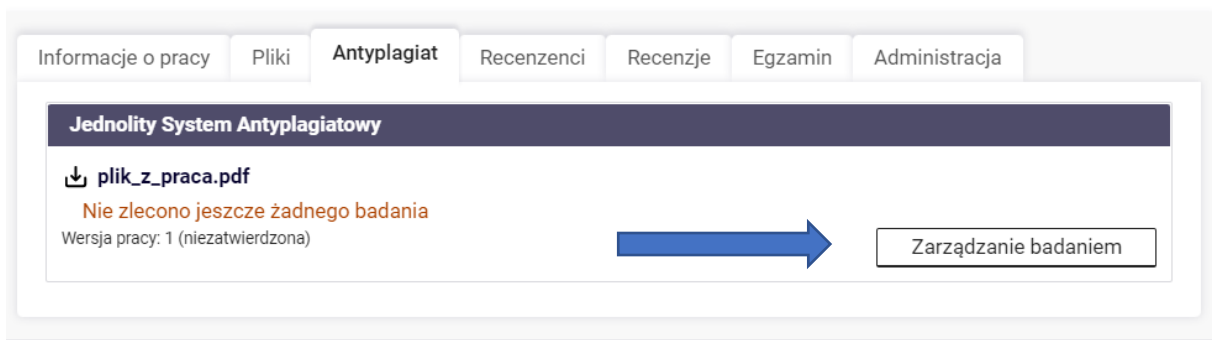 Informacje o pracy Pliki Antyplagiat Recenzenci Recenzje Egzamin Administracja
Jednolity System Antyplagiatowy
plik_z_praca.pdf
Nie zlecono jeszcze żadnego badania
Wersja pracy: 1 (niezatwierdzona)
Zarządzanie badaniem